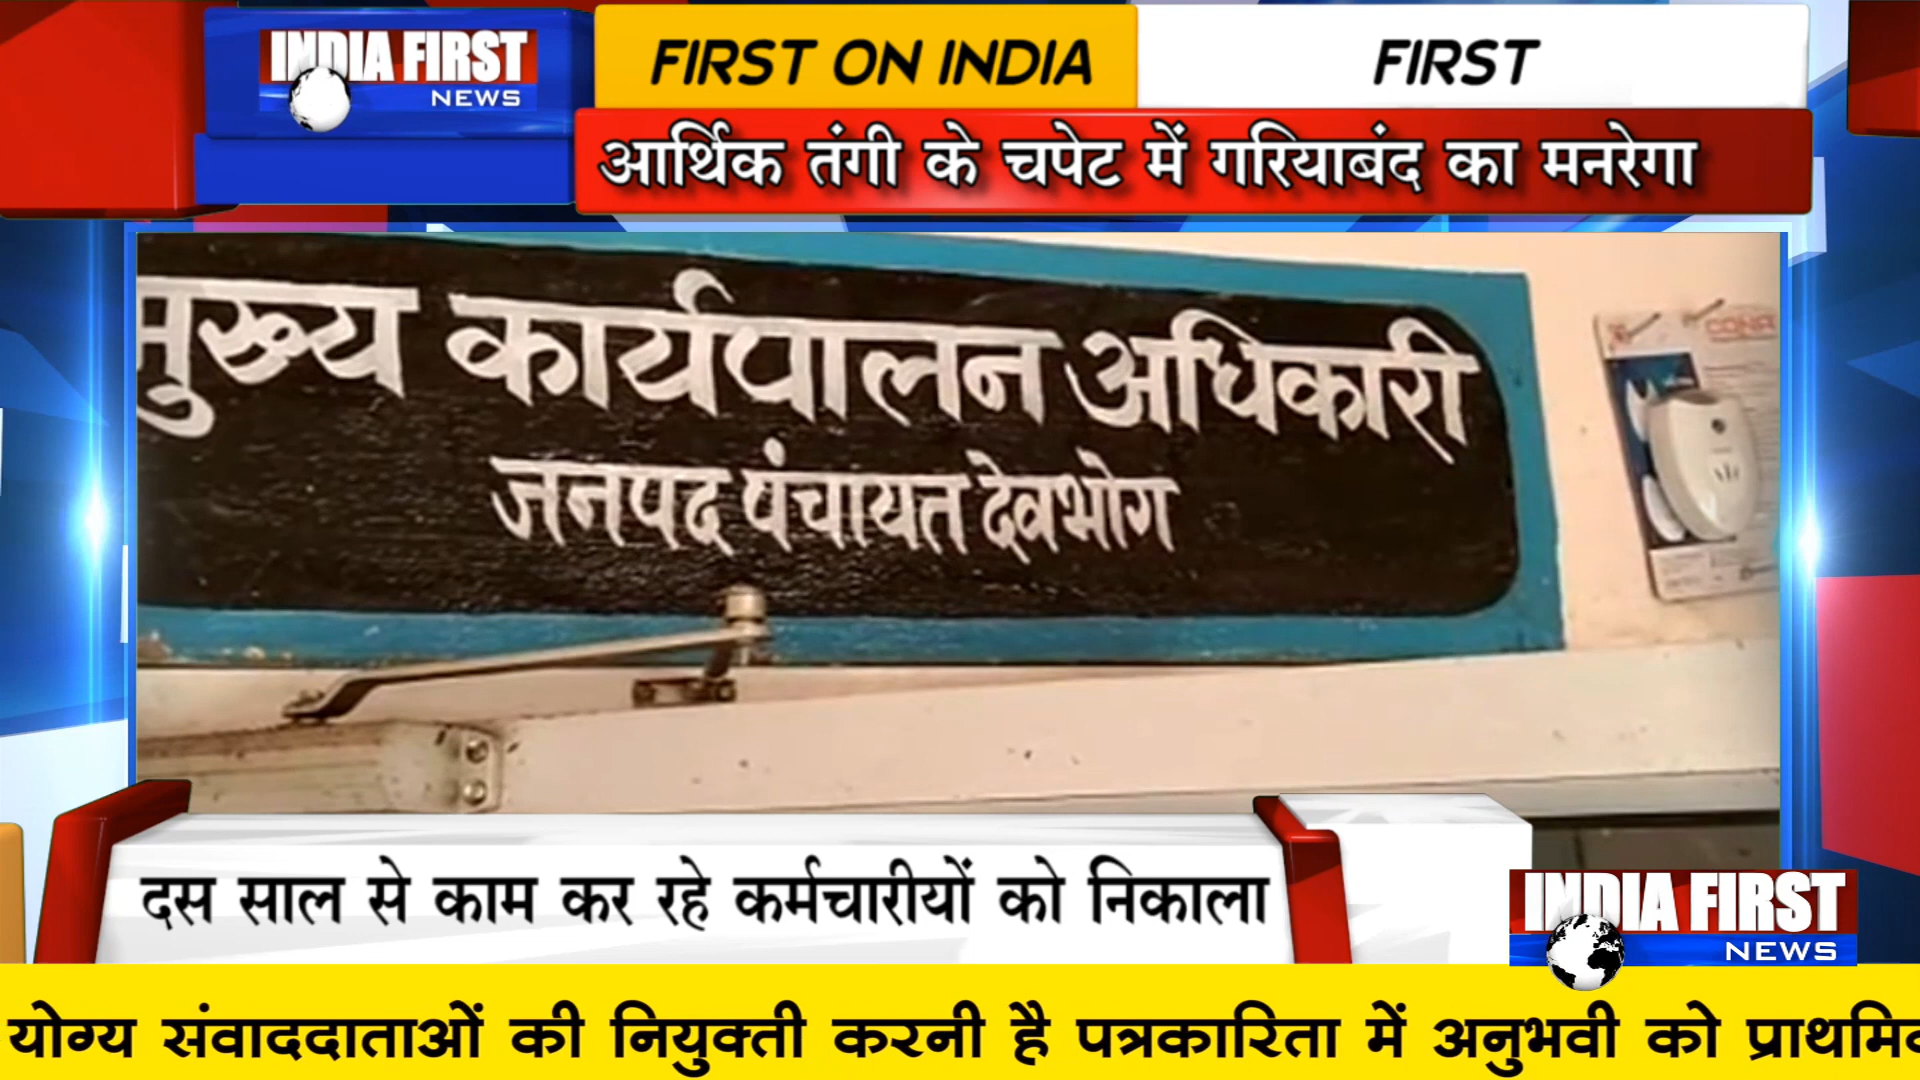 INDIA FIRST
NEWS
FIRST ON INDIA
FIRST
आर्थिक तंगी के चपेट में गरियाबंद का मनरेगा
मुख्य कार्यपालन अधिकारी
जनपद पंचायत देवभोग
दस साल से काम कर रहे कर्मचारीयों को निकाला
INDIA FIRST
NEWS
योग्य संवाददाताओं की नियुक्ती करनी है पत्रकारिता में अनुभवी को